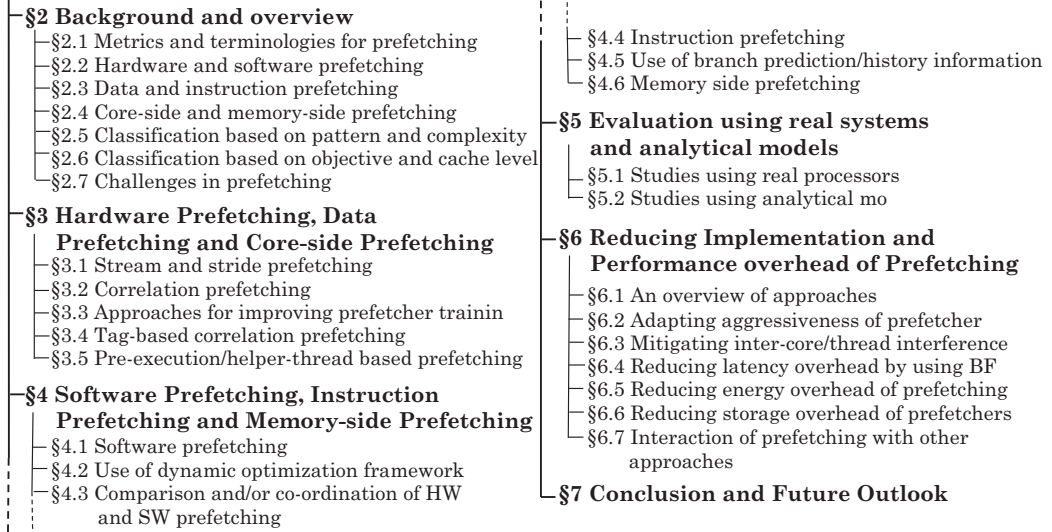 §2 Background and overview
§2.1 Metrics and terminologies for prefetching
§2.2 Hardware and software prefetching
§2.3 Data and instruction prefetching
§2.4 Core-side and memory-side prefetching
§2.5 Classification based on pattern and complexity
§2.6 Classification based on objective and cache level
§2.7 Challenges in prefetching
§3 Hardware Prefetching, Data
Prefetching and Core-side Prefetching
§3.1 Stream and stride prefetching
§3.2 Correlation prefetching
§3.3 Approaches for improving prefetcher trainin
§3.4 Tag-based correlation prefetching
§3.5 Pre-execution/helper-thread based prefetching
§4 Software Prefetching, Instruction
Prefetching and Memory-side Prefetching
§4.1 Software prefetching
§4.2 Use of dynamic optimization framework
§4.3 Comparison and/or co-ordination of HW
and SW prefetching
§4.4 Instruction prefetching
§4.5 Use of branch prediction/history information
§4.6 Memory side prefetching
§5 Evaluation using real systems
and analytical models
§5.1 Studies using real processors
§5.2 Studies using analytical mo
§6 Reducing Implementation and
Performance overhead of Prefetching
§6.1 An overview of approaches
§6.2 Adapting aggressiveness of prefetcher
§6.3 Mitigating inter-core/thread interference
§6.4 Reducing latency overhead by using BF
§6.5 Reducing energy overhead of prefetching
§6.6 Reducing storage overhead of prefetchers
§6.7 Interaction of prefetching with other
approaches
§7 Conclusion and Future Outlook